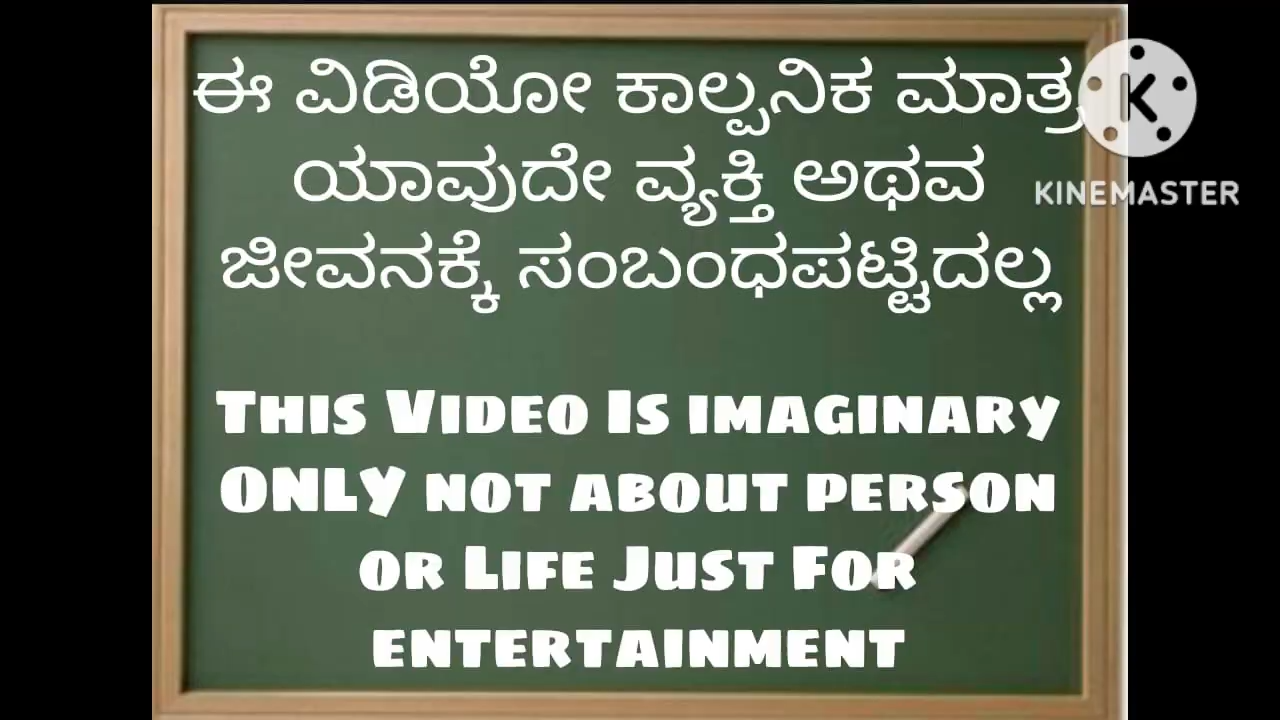 ಈ ವಿಡಿಯೋ ಕಾಲ್ಪನಿಕ ಮಾತ್ರ
ಯಾವುದೇ ವ್ಯಕ್ತಿ ಅಥವ
ಜೀವನಕ್ಕೆ ಸಂಬಂಧಪಟ್ಟಿದಲ್ಲ
K
KINEMASTER
This Video Is imaginary
ONLY not about person
or Life Just For
entertainment